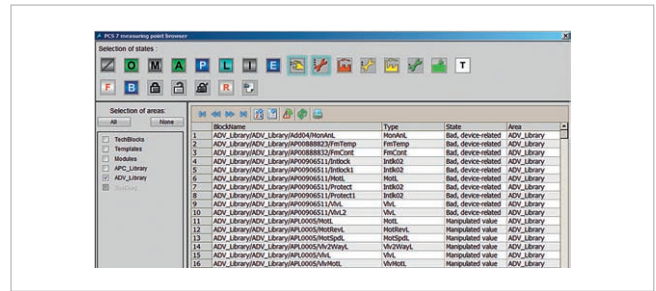 PCS 7 measuring point browser
Selection of states :
O M A P L I E T
F B R
Selection of areas:
All None
TechBlocks
Templates
Modules
APC_Library
ADV_Library
BlockName Type State Area
1 ADV_Library/ADV_Library/Add04/MonAnL MonAnL Bad, device-related ADV_Library
2 ADV_Library/ADV_Library/AP00888823/FmTemp FmTemp Bad, device-related ADV_Library
3 ADV_Library/ADV_Library/AP00888832/FmCont FmCont Bad, device-related ADV_Library
4 ADV_Library/ADV_Library/AP00906511/Intlock Intlk02 Bad, device-related ADV_Library
5 ADV_Library/ADV_Library/AP00906511/Intlock1 Intlk02 Bad, device-related ADV_Library
6 ADV_Library/ADV_Library/AP00906511/MotL MotL Bad, device-related ADV_Library
7 ADV_Library/ADV_Library/AP00906511/Protect Intlk02 Bad, device-related ADV_Library
8 ADV_Library/ADV_Library/AP00906511/Protect1 Intlk02 Bad, device-related ADV_Library
9 ADV_Library/ADV_Library/AP00906511/VlvL VlvL Bad, device-related ADV_Library
10 ADV_Library/ADV_Library/AP00906511/VlvL2 VlvL Bad, device-related ADV_Library
11 ADV_Library/ADV_Library/APL0005/MotL MotL Manipulated value ADV_Library
12 ADV_Library/ADV_Library/APL0005/MotRevL MotRevL Manipulated value ADV_Library
13 ADV_Library/ADV_Library/APL0005/MotSpdL MotSpdL Manipulated value ADV_Library
14 ADV_Library/ADV_Library/APL0005/Vlv2WayL Vlv2WayL Manipulated value ADV_Library
15 ADV_Library/ADV_Library/APL0005/VlvL VlvL Manipulated value ADV_Library
16 ADV_Library/ADV_Library/APL0005/VlvMotL VlvMotL Manipulated value ADV_Library